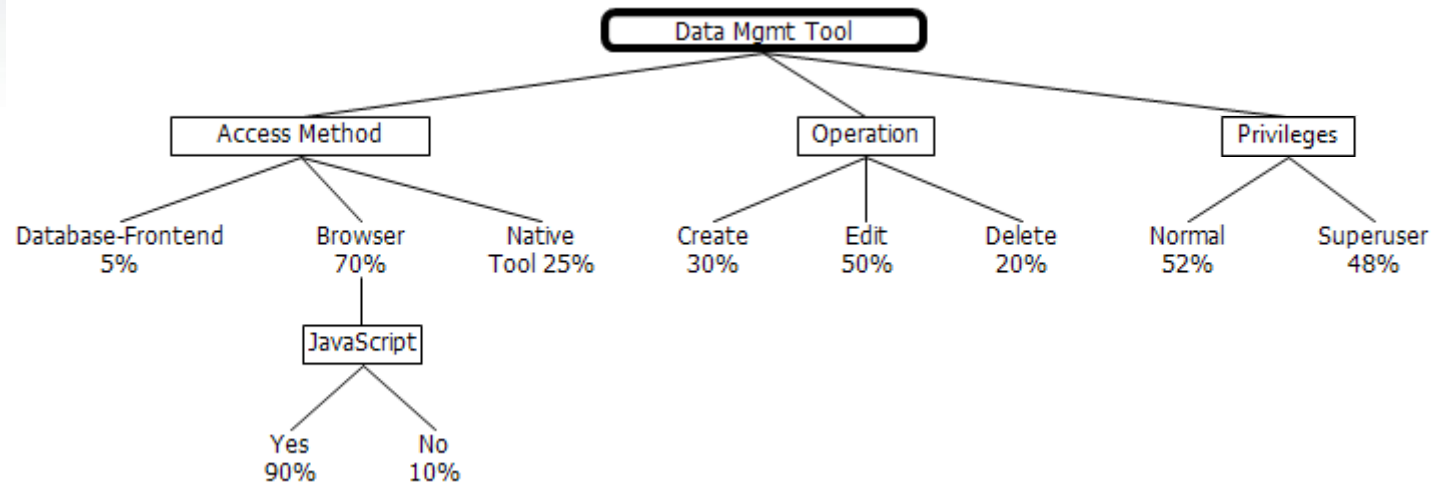 Data Mgmt Tool
Access Method
Operation
Privileges
Database-Frontend
5%
Browser
70%
Native
Tool 25%
Create
30%
Edit
50%
Delete
20%
Normal
52%
Superuser
48%
JavaScript
Yes
90%
No
10%